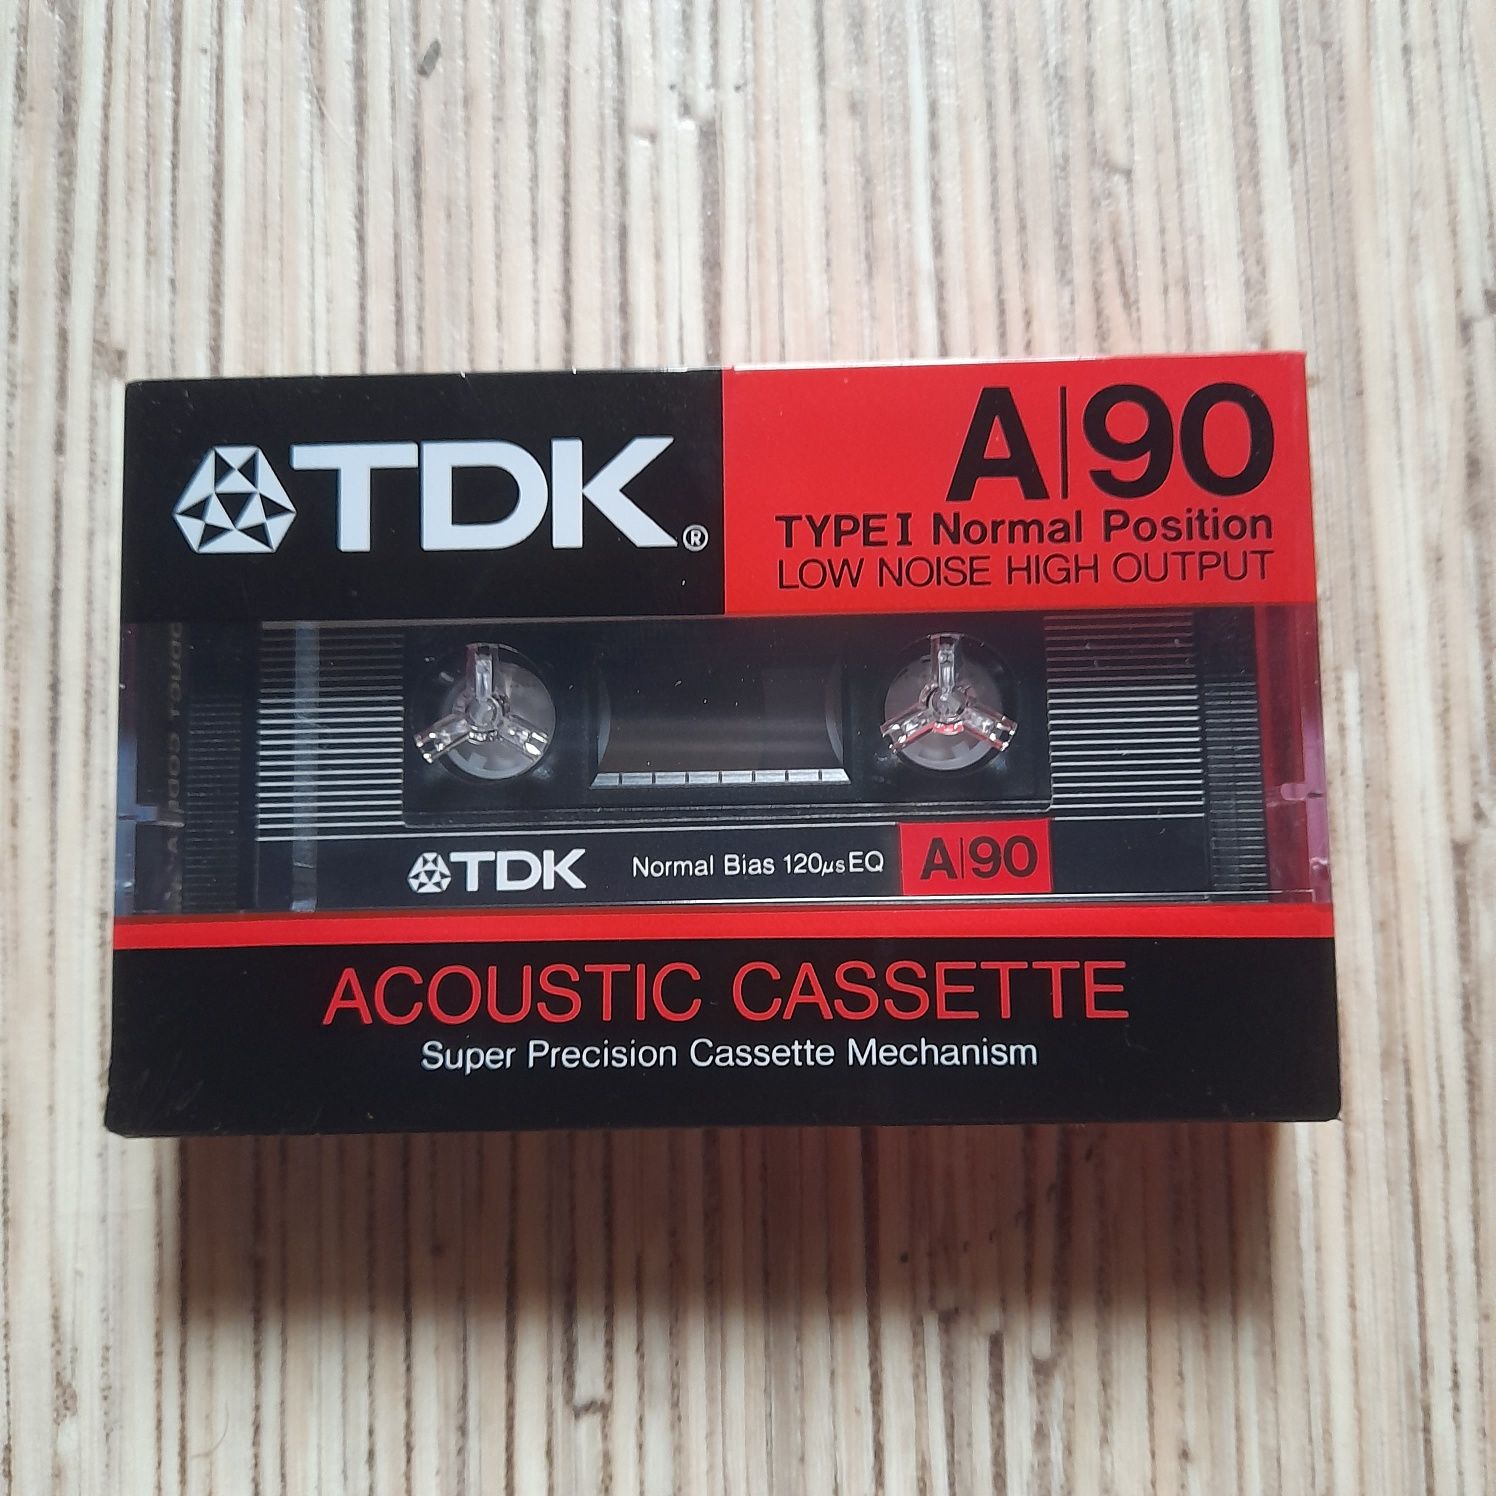 TDK®
A|90
TYPE I Normal Position
LOW NOISE HIGH OUTPUT
TDK
Normal Bias 120μs EQ
A|90
ACOUSTIC CASSETTE
Super Precision Cassette Mechanism